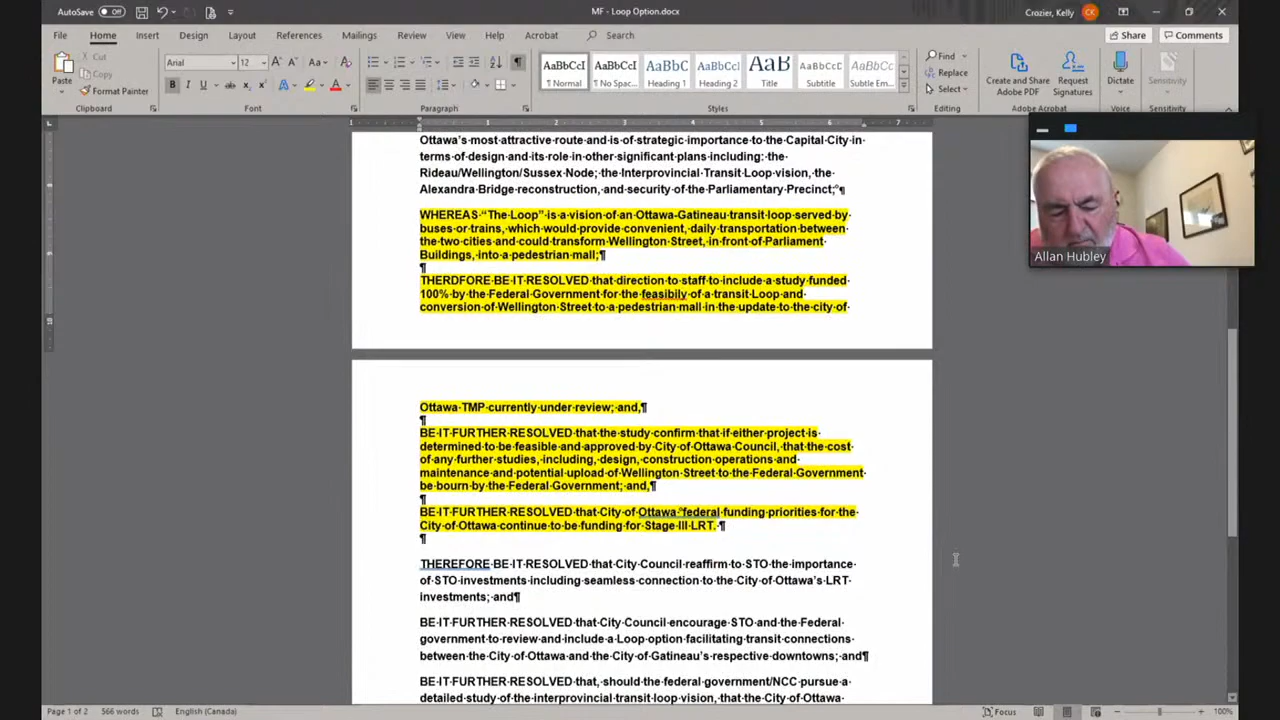 AutoSave Off
MF - Loop Option.docx
Crozier, Kelly CK
File Home Insert Design Layout References Mailings Review View Help Acrobat Search
Share Comments
Paste
Cut
Copy
Format Painter
Arial 12
AaBbCcI AaBbCcI AaBbC AaBbCcI AaB AaBbCcI AaBbCcI
¶ Normal ¶ No Spac... Heading 1 Heading 2 Title Subtitle Subtle Em...
Find
Replace
Select
Create and Share Adobe PDF
Request Signatures
Dictate
Sensitivity
Clipboard Font Paragraph Styles Editing Adobe Acrobat Voice Sensitivity
Ottawa's most attractive route and is of strategic importance to the Capital City in
terms of design and its role in other significant plans including: the
Rideau/Wellington/Sussex Node; the Interprovincial Transit Loop vision, the
Alexandra Bridge reconstruction, and security of the Parliamentary Precinct;¶
WHEREAS "The Loop" is a vision of an Ottawa-Gatineau transit loop served by
buses or trains, which would provide convenient, daily transportation between
the two cities and could transform Wellington Street, in front of Parliament
Buildings, into a pedestrian mall;¶
¶
THERDFORE BE IT RESOLVED that direction to staff to include a study funded
100% by the Federal Government for the feasibily of a transit Loop and
conversion of Wellington Street to a pedestrian mall in the update to the city of
Ottawa TMP currently under review; and,¶
¶
BE IT FURTHER RESOLVED that the study confirm that if either project is
determined to be feasible and approved by City of Ottawa Council, that the cost
of any further studies, including, design, construction operations and
maintenance and potential upload of Wellington Street to the Federal Government
be bourn by the Federal Government; and,¶
¶
BE IT FURTHER RESOLVED that City of Ottawa federal funding priorities for the
City of Ottawa continue to be funding for Stage III LRT. ¶
¶
THEREFORE BE IT RESOLVED that City Council reaffirm to STO the importance
of STO investments including seamless connection to the City of Ottawa's LRT
investments; and¶
BE IT FURTHER RESOLVED that City Council encourage STO and the Federal
government to review and include a Loop option facilitating transit connections
between the City of Ottawa and the City of Gatineau's respective downtowns; and¶
BE IT FURTHER RESOLVED that, should the federal government/NCC pursue a
detailed study of the interprovincial transit loop vision, that the City of Ottawa
Allan Hubley
Page 1 of 2 566 words English (Canada)
Focus
100%